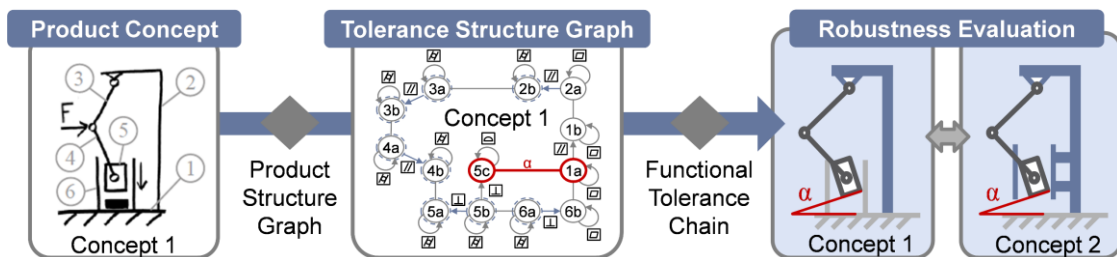 Product Concept
Tolerance Structure Graph
Robustness Evaluation
3
2
F
5
4
1
6
Concept 1
Product
Structure
Graph
3a
2b
2a
3b
Concept 1
1b
4a
4b
5c
α
1a
5a
5b
6a
6b
Functional
Tolerance
Chain
α
Concept 1
α
Concept 2